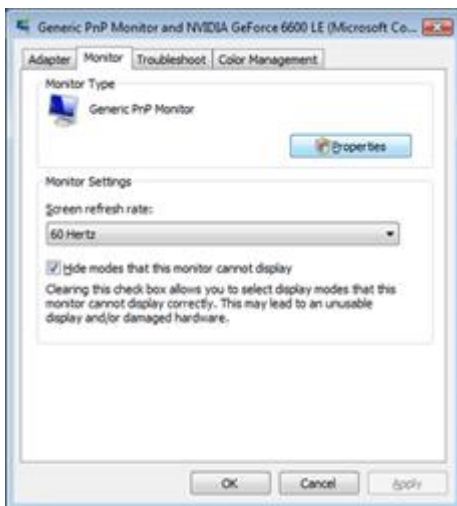 Generic PnP Monitor and NVIDIA GeForce 6600 LE (Microsoft Co...
Adapter Monitor Troubleshoot Color Management
Monitor Type
Generic PnP Monitor
Properties
Monitor Settings
Screen refresh rate:
60 Hertz
Hide modes that this monitor cannot display
Clearing this check box allows you to select display modes that this
monitor cannot display correctly. This may lead to an unusable
display and/or damaged hardware.
OK Cancel Apply